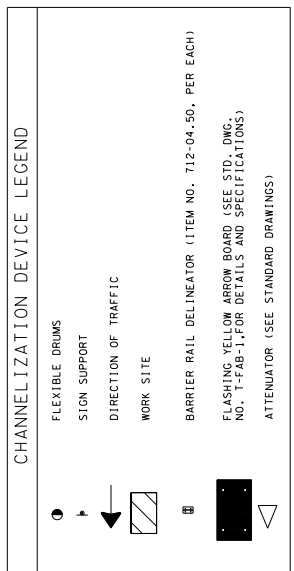 CHANNELIZATION DEVICE LEGEND
FLEXIBLE DRUMS
SIGN SUPPORT
DIRECTION OF TRAFFIC
WORK SITE
BARRIER RAIL DELINEATOR (ITEM NO. 712-04.50, PER EACH)
FLASHING YELLOW ARROW BOARD (SEE STD. DWG.
NO. T-FAB-1,FOR DETAILS AND SPECIFICATIONS)
ATTENUATOR (SEE STANDARD DRAWINGS)